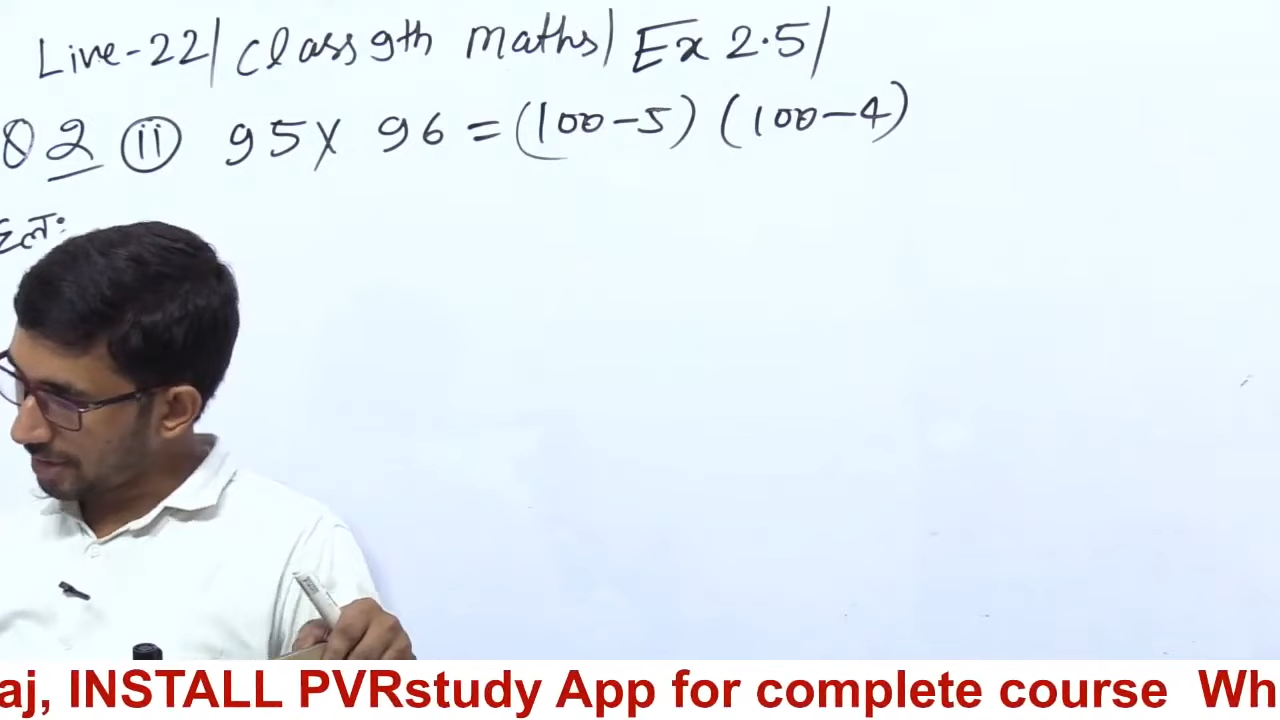 Live-22| class 9th maths| Ex 2.5|
Q 2 (ii) 95 X 96 = (100-5) (100-4)
हल:
aj, INSTALL PVRstudy App for complete course Wh